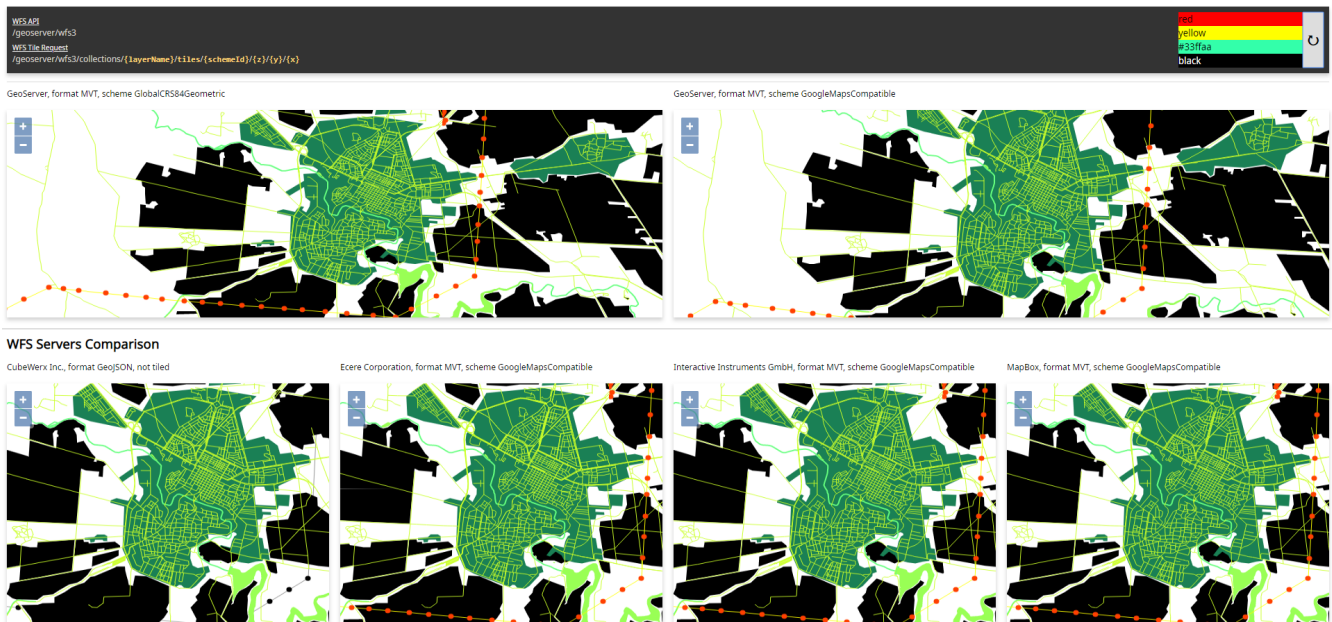 WFS API
/geoserver/wfs3
WFS Tile Request
/geoserver/wfs3/collections/{layerName}/tiles/{schemeId}/{z}/{y}/{x}
red
yellow
#33ffaa
black
GeoServer, format MVT, scheme GlobalCRS84Geometric
GeoServer, format MVT, scheme GoogleMapsCompatible
+
−
+
−
WFS Servers Comparison
CubeWerx Inc., format GeoJSON, not tiled
Ecere Corporation, format MVT, scheme GoogleMapsCompatible
Interactive Instruments GmbH, format MVT, scheme GoogleMapsCompatible
MapBox, format MVT, scheme GoogleMapsCompatible
+
−
+
−
+
−
+
−